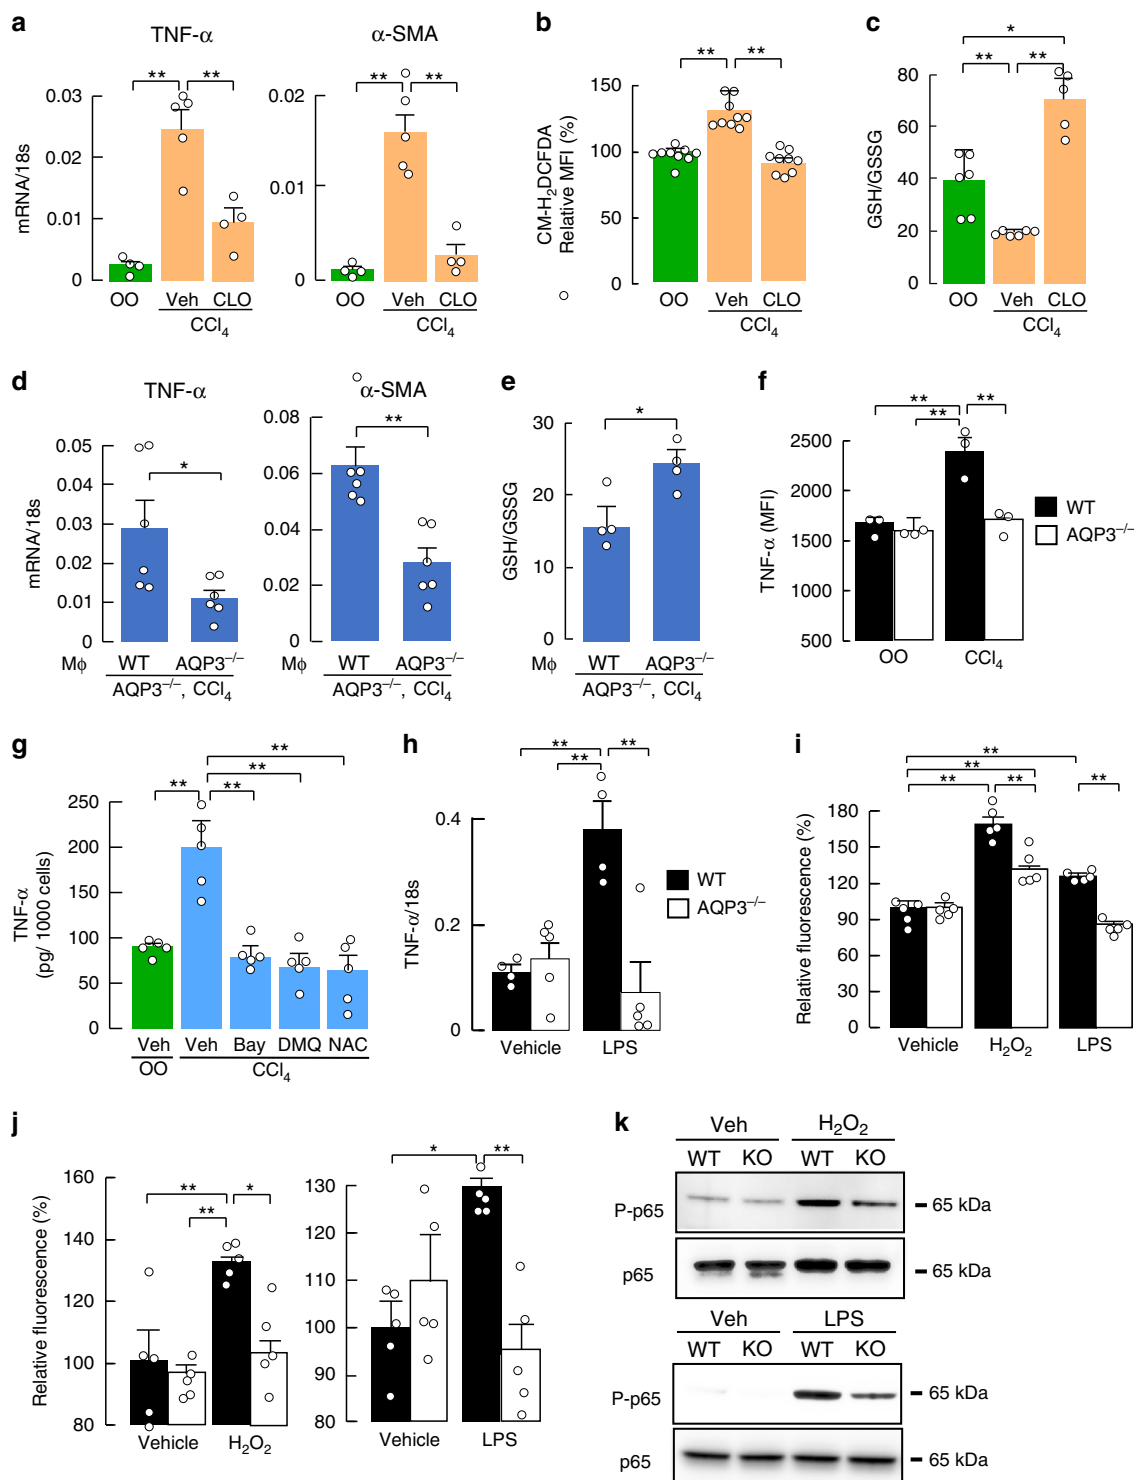 a
TNF-α
α-SMA
mRNA/18s
0.03
0.02
0.01
0
0.02
0.01
0
** **
** **
OO Veh CLO
CCl₄
OO Veh CLO
CCl₄
b
CM-H₂DCFDA
Relative MFI (%)
150
100
50
0
** **
OO Veh CLO
CCl₄
c
GSH/GSSG
80
60
40
20
0
*
** **
OO Veh CLO
CCl₄
d
TNF-α
α-SMA
mRNA/18s
0.05
0.04
0.03
0.02
0.01
0
*
0.08
0.06
0.04
0.02
0
**
Mϕ WT AQP3⁻/⁻
AQP3⁻/⁻, CCl₄
Mϕ WT AQP3⁻/⁻
AQP3⁻/⁻, CCl₄
e
GSH/GSSG
30
20
10
0
*
WT AQP3⁻/⁻
AQP3⁻/⁻, CCl₄
f
TNF-α (MFI)
2500
2000
1500
1000
500
** **
**
OO CCl₄
WT
AQP3⁻/⁻
g
TNF-α
(pg/ 1000 cells)
250
200
150
100
50
0
**
**
** **
Veh Veh Bay DMQ NAC
OO CCl₄
h
TNF-α/18s
0.4
0.2
0
** **
**
Vehicle LPS
WT
AQP3⁻/⁻
i
Relative fluorescence (%)
180
150
120
90
60
30
0
**
**
** ** **
Vehicle H₂O₂ LPS
j
Relative fluorescence (%)
160
140
120
100
80
** *
**
Vehicle H₂O₂
130
120
110
100
90
80
* **
Vehicle LPS
k
Veh H₂O₂
WT KO WT KO
P-p65 65 kDa
p65 65 kDa
Veh LPS
WT KO WT KO
P-p65 65 kDa
p65 65 kDa